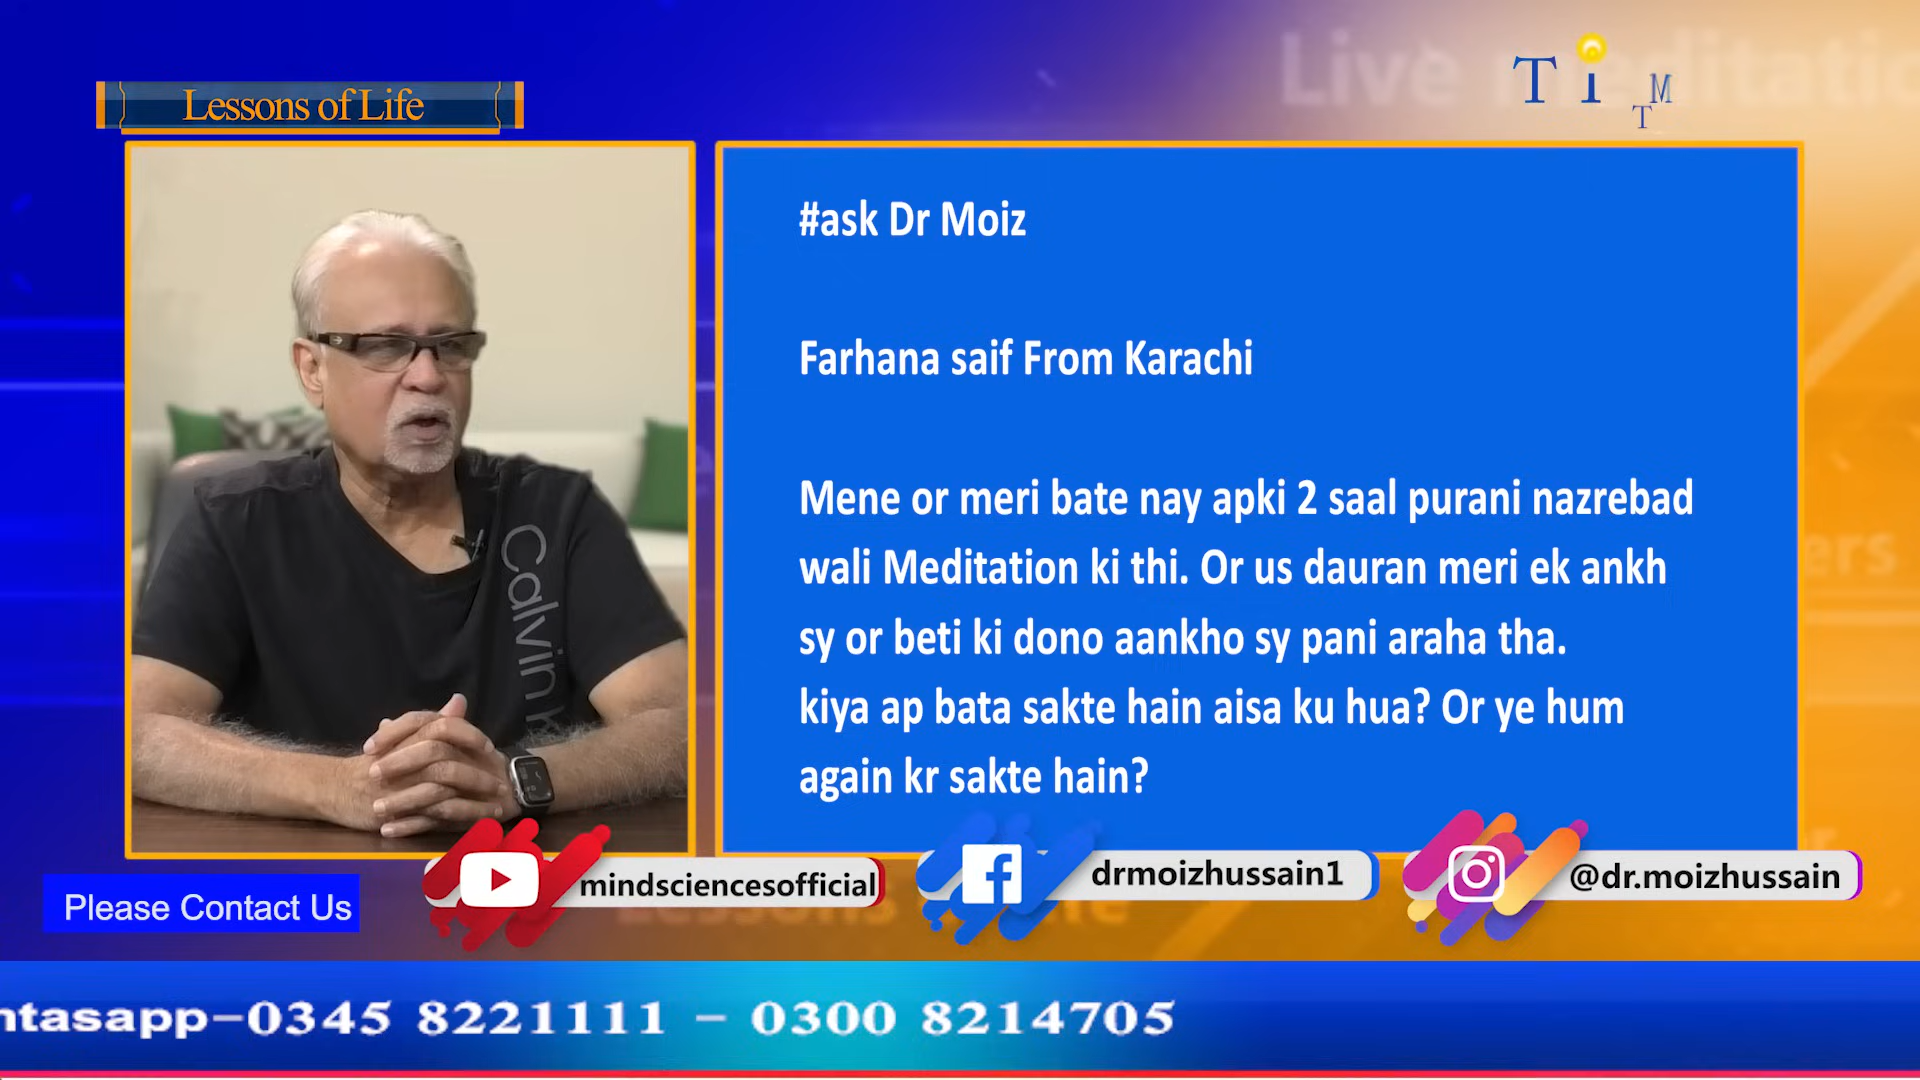 Lessons of Life
Live meditatio
T i T M
#ask Dr Moiz
Farhana saif From Karachi
Mene or meri bate nay apki 2 saal purani nazrebad
wali Meditation ki thi. Or us dauran meri ek ankh
sy or beti ki dono aankho sy pani araha tha.
kiya ap bata sakte hain aisa ku hua? Or ye hum
again kr sakte hain?
Calvin K
Please Contact Us
mindsciencesofficial
drmoizhussain1
@dr.moizhussain
ntasapp-0345 8221111 - 0300 8214705